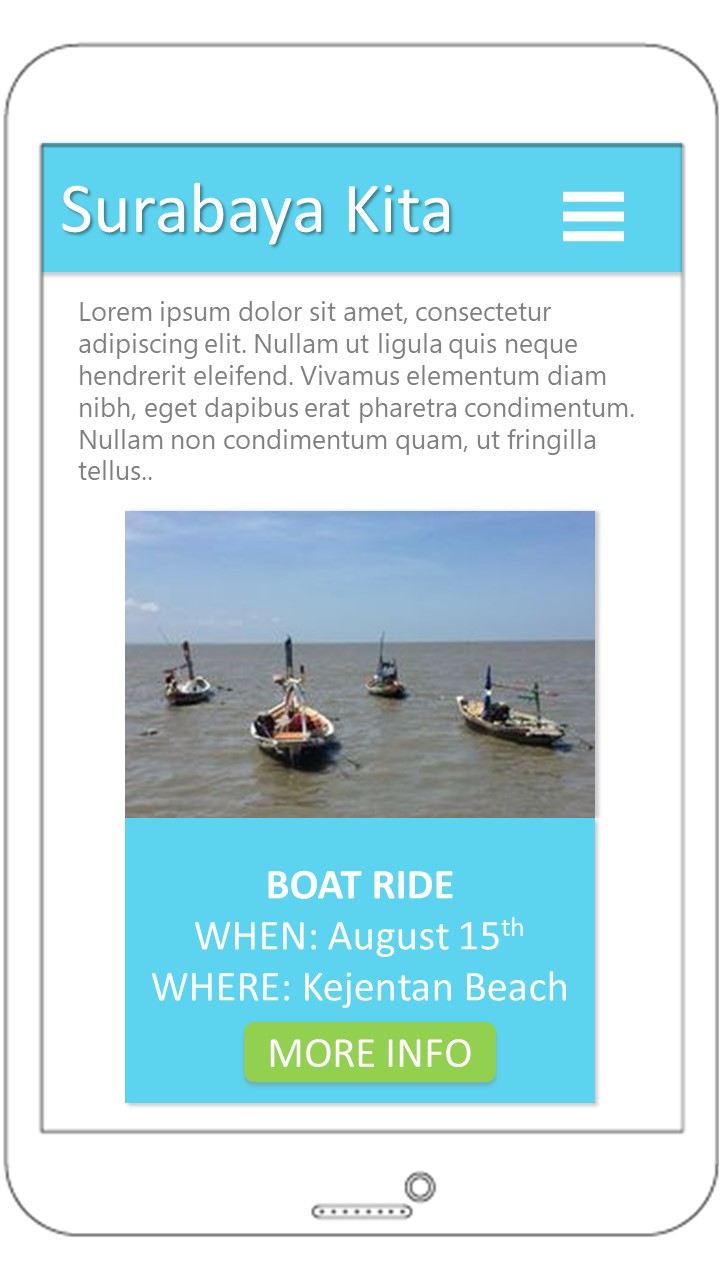 Surabaya Kita
Lorem ipsum dolor sit amet, consectetur
adipiscing elit. Nullam ut ligula quis neque
hendrerit eleifend. Vivamus elementum diam
nibh, eget dapibus erat pharetra condimentum.
Nullam non condimentum quam, ut fringilla
tellus..
BOAT RIDE
WHEN: August 15th
WHERE: Kejentan Beach
MORE INFO